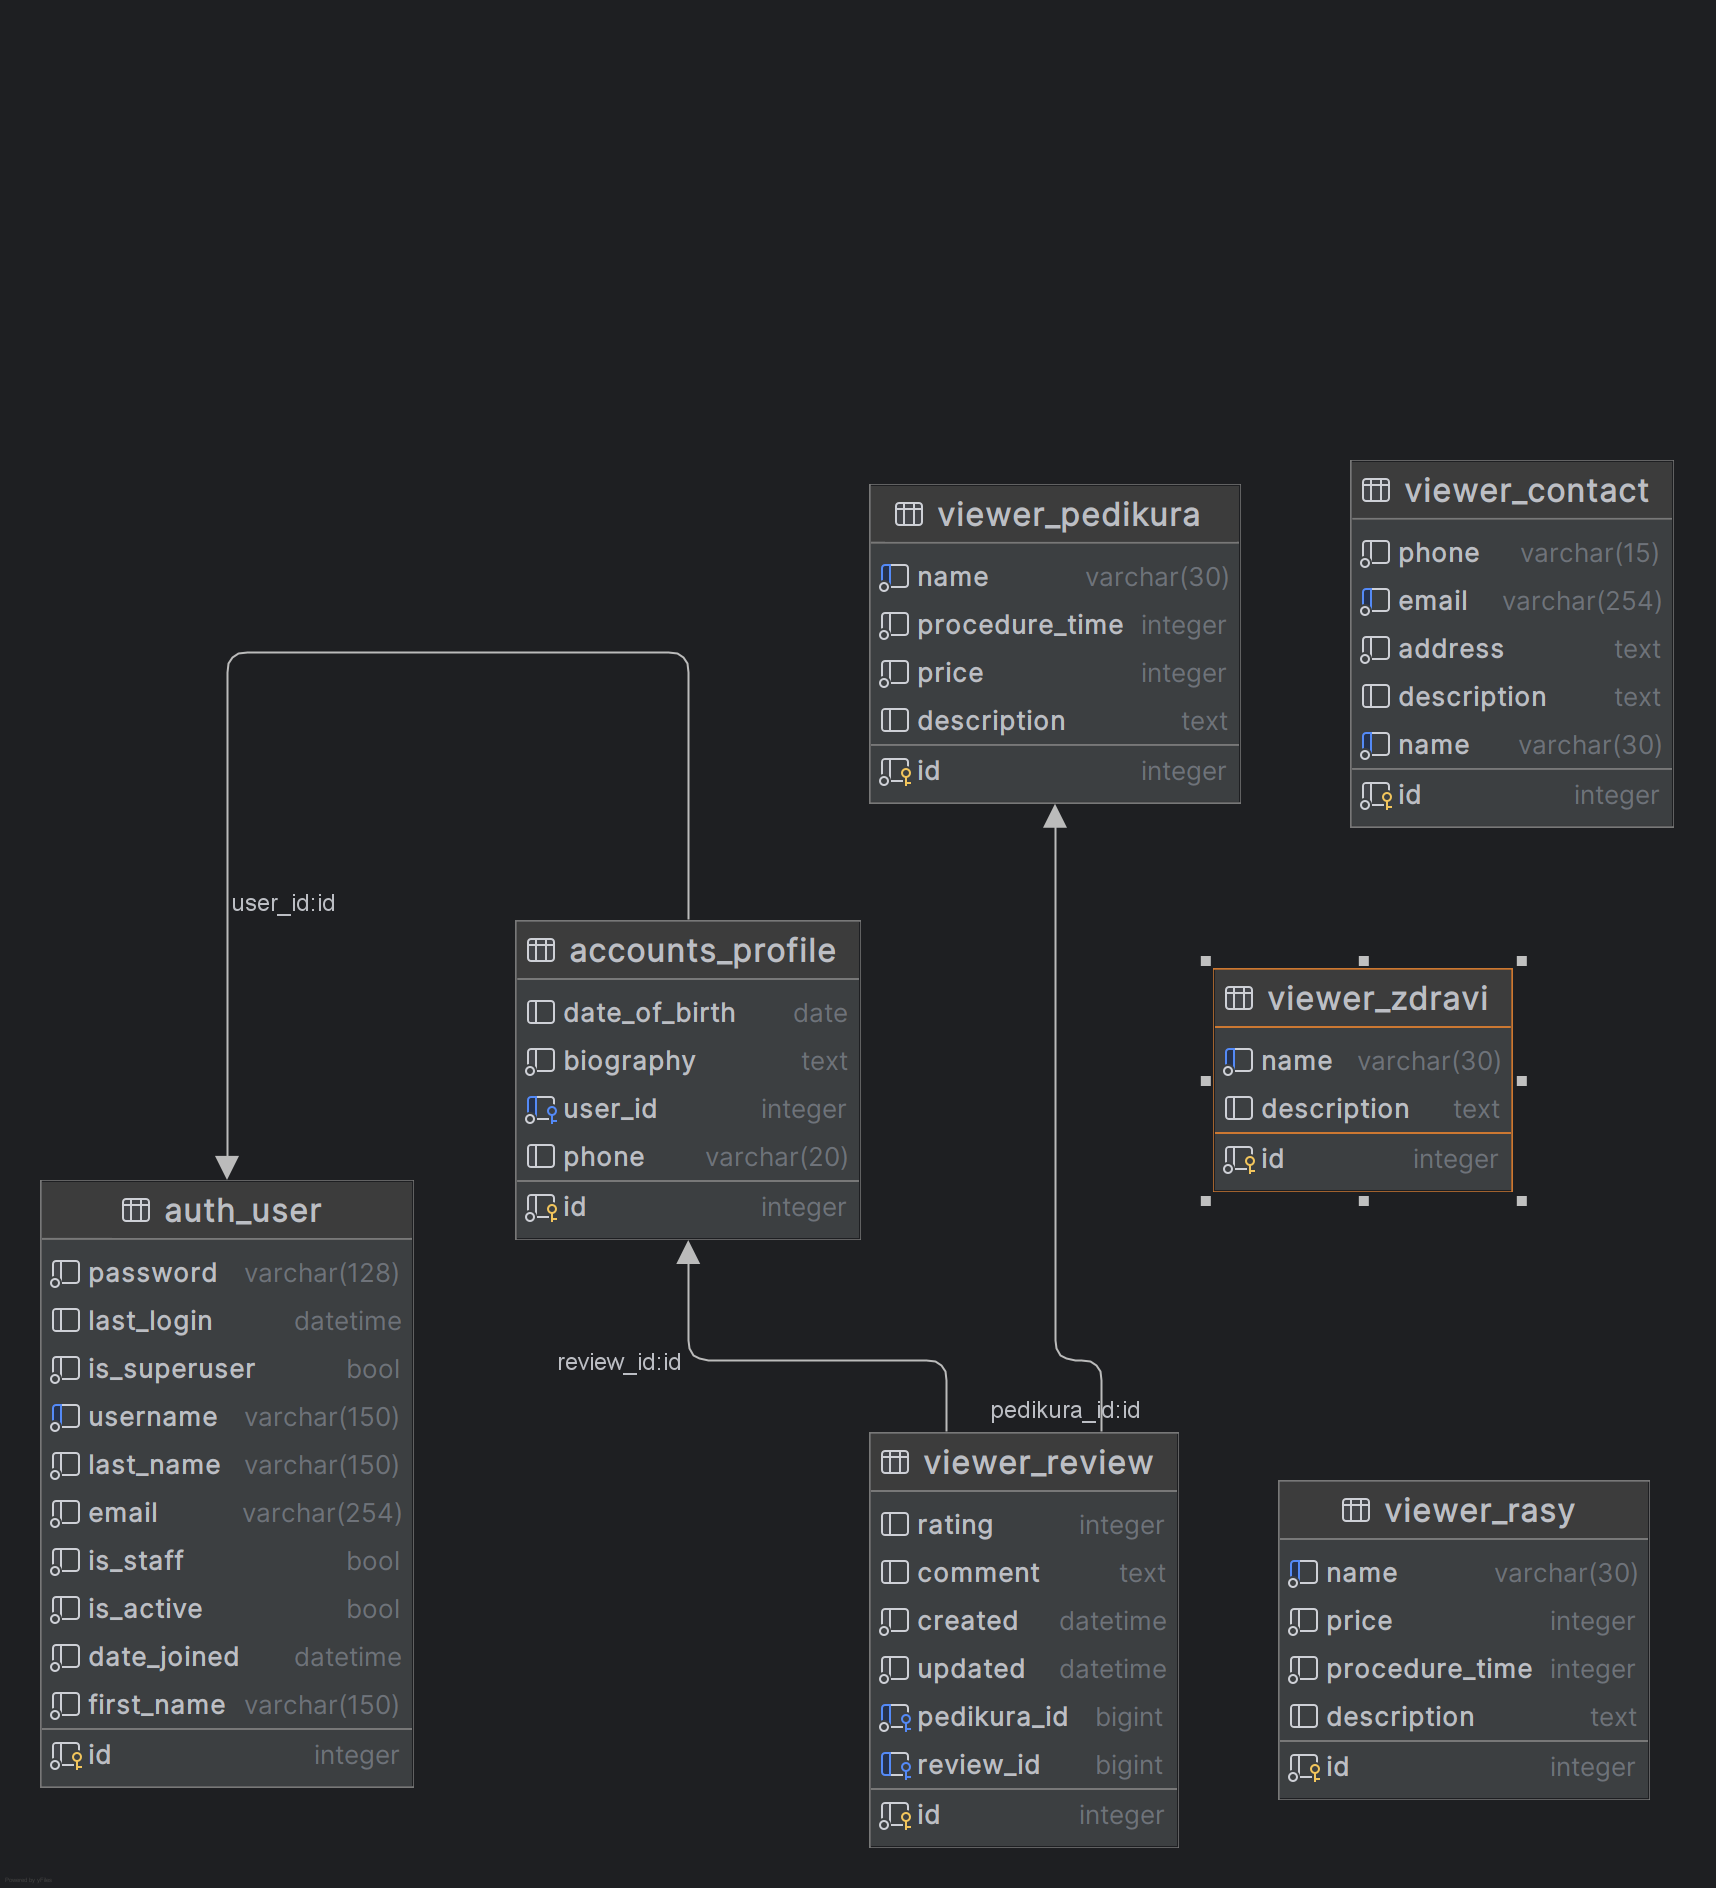 viewer_pedikura
name varchar(30)
procedure_time integer
price integer
description text
id integer
viewer_contact
phone varchar(15)
email varchar(254)
address text
description text
name varchar(30)
id integer
user_id:id
accounts_profile
date_of_birth date
biography text
user_id integer
phone varchar(20)
id integer
viewer_zdravi
name varchar(30)
description text
id integer
auth_user
password varchar(128)
last_login datetime
is_superuser bool
username varchar(150)
last_name varchar(150)
email varchar(254)
is_staff bool
is_active bool
date_joined datetime
first_name varchar(150)
id integer
review_id:id
pedikura_id:id
viewer_review
rating integer
comment text
created datetime
updated datetime
pedikura_id bigint
review_id bigint
id integer
viewer_rasy
name varchar(30)
price integer
procedure_time integer
description text
id integer